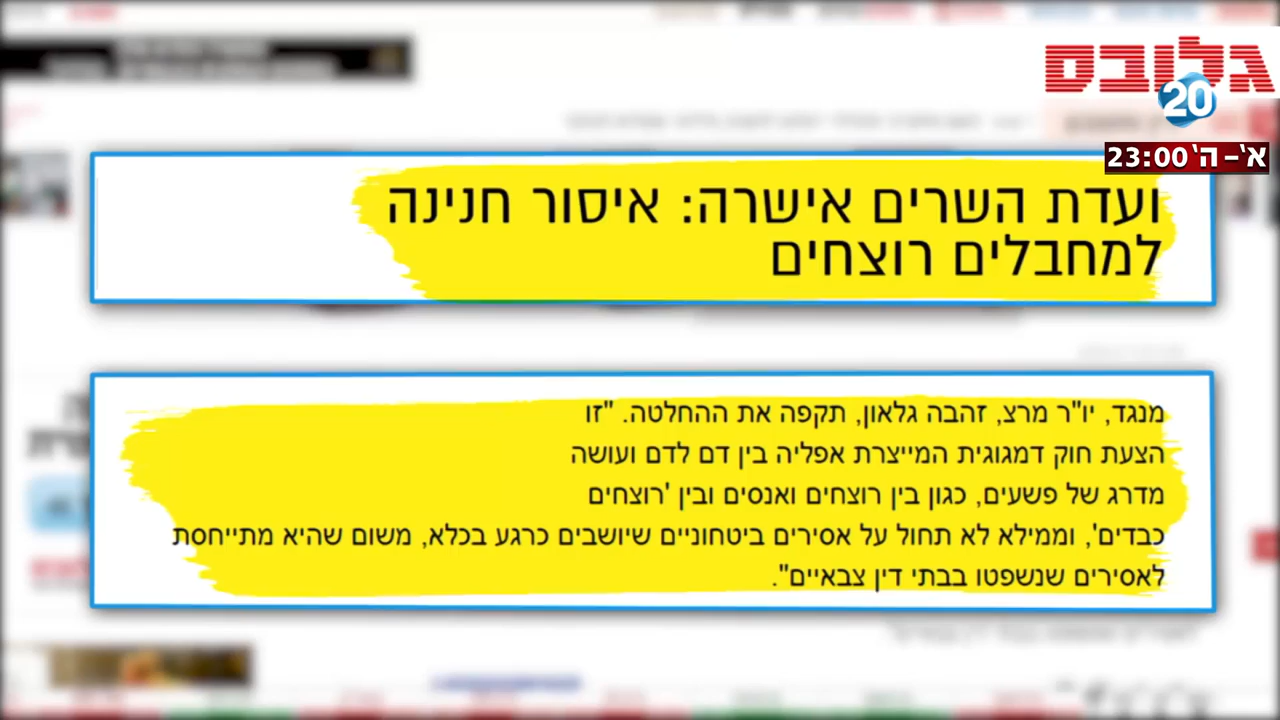 גלובס
20
א'-ה' 23:00
ועדת השרים אישרה: איסור חנינה
למחבלים רוצחים
מנגד, יו"ר מרצ, זהבה גלאון, תקפה את ההחלטה. "זו
הצעת חוק דמגוגית המייצרת אפליה בין דם לדם ועושה
מדרג של פשעים, כגון בין רוצחים ואנסים ובין 'רוצחים
כבדים', וממילא לא תחול על אסירים ביטחוניים שיושבים כרגע בכלא, משום שהיא מתייחסת
לאסירים שנשפטו בבתי דין צבאיים".